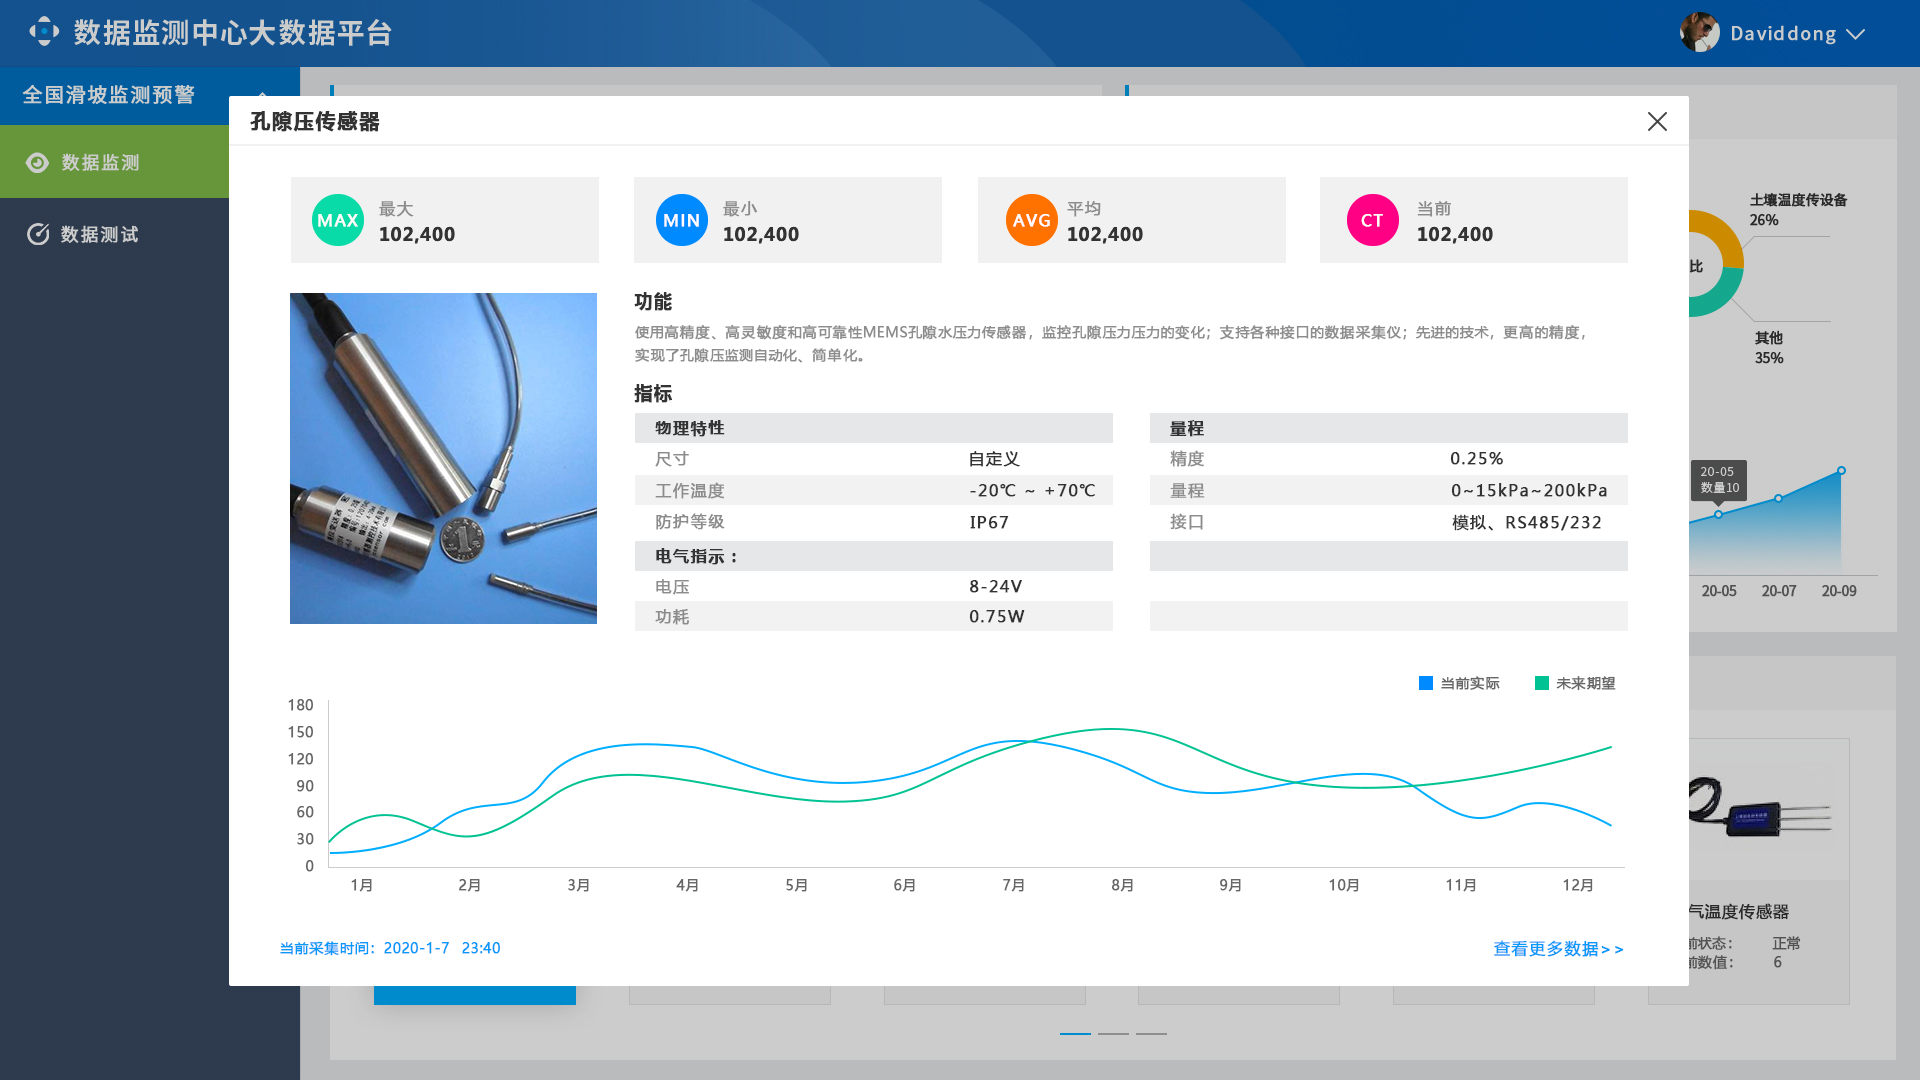 数据监测中心大数据平台
Daviddong
全国滑坡监测预警
数据监测
数据测试
孔隙压传感器
MAX
最大
102,400
MIN
最小
102,400
AVG
平均
102,400
CT
当前
102,400
功能
使用高精度、高灵敏度和高可靠性MEMS孔隙水压力传感器，监控孔隙压力压力的变化；支持各种接口的数据采集仪；先进的技术，更高的精度，
实现了孔隙压监测自动化、简单化。
指标
物理特性
尺寸 自定义
工作温度 -20℃ ~ +70℃
防护等级 IP67
电气指示：
电压 8-24V
功耗 0.75W
量程
精度 0.25%
量程 0~15kPa~200kPa
接口 模拟、RS485/232
当前实际 未来期望
180
150
120
90
60
30
0
1月 2月 3月 4月 5月 6月 7月 8月 9月 10月 11月 12月
当前采集时间：2020-1-7 23:40
查看更多数据>>
土壤温度传设备
26%
比
其他
35%
20-05
数量10
20-05 20-07 20-09
气温度传感器
前状态： 正常
前数值： 6